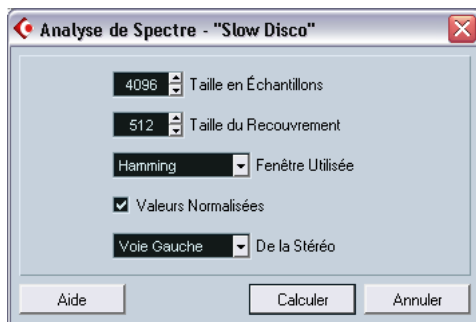 Analyse de Spectre - "Slow Disco"
4096 Taille en Échantillons
512 Taille du Recouvrement
Hamming Fenêtre Utilisée
Valeurs Normalisées
Voie Gauche De la Stéréo
Aide Calculer Annuler